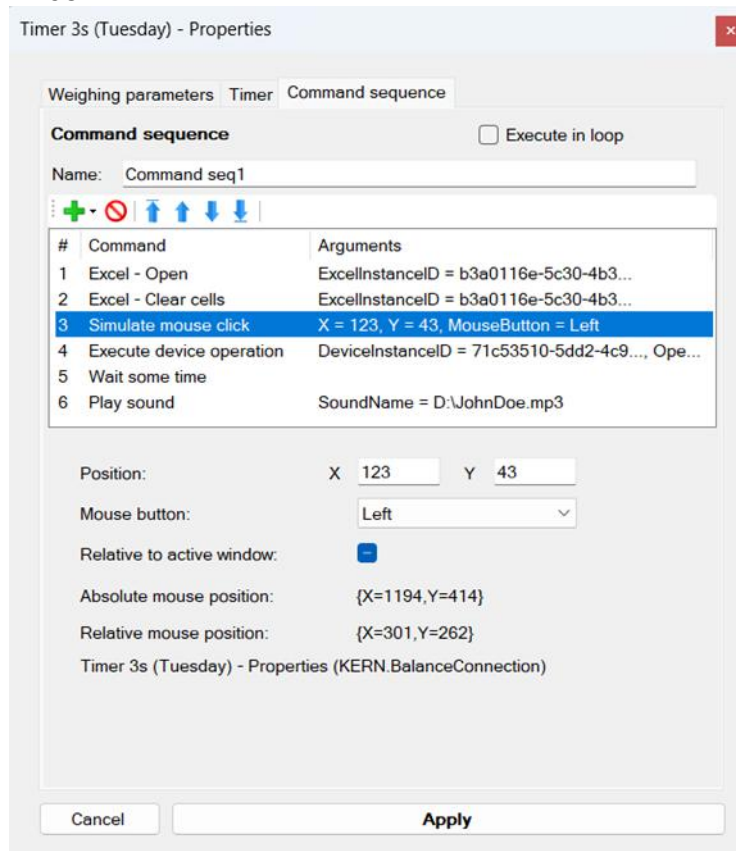 Timer 3s (Tuesday) - Properties
Weighing parameters Timer Command sequence
Command sequence Execute in loop
Name: Command seq1
# Command Arguments
1 Excel - Open ExcelInstanceID = b3a0116e-5c30-4b3...
2 Excel - Clear cells ExcelInstanceID = b3a0116e-5c30-4b3...
3 Simulate mouse click X = 123, Y = 43, MouseButton = Left
4 Execute device operation DeviceInstanceID = 71c53510-5dd2-4c9..., Ope...
5 Wait some time
6 Play sound SoundName = D:\JohnDoe.mp3
Position: X 123 Y 43
Mouse button: Left
Relative to active window:
Absolute mouse position: {X=1194,Y=414}
Relative mouse position: {X=301,Y=262}
Timer 3s (Tuesday) - Properties (KERN.BalanceConnection)
Cancel Apply